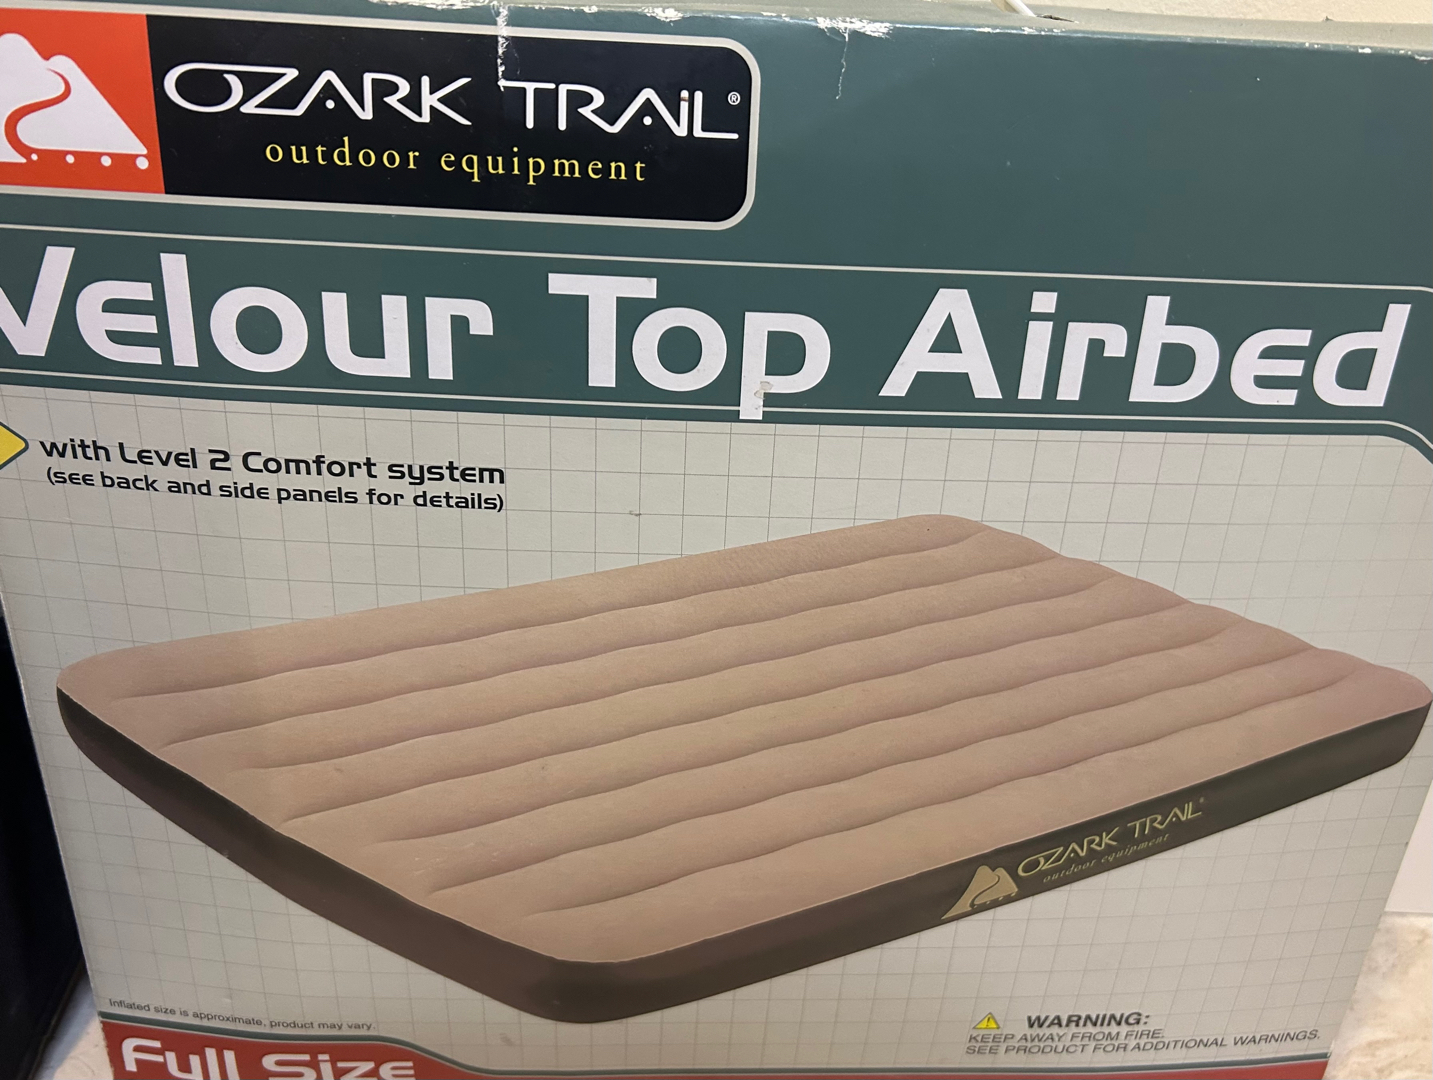 OZARK TRAIL®
outdoor equipment
Velour Top Airbed
with Level 2 Comfort system
(see back and side panels for details)
OZARK TRAIL®
outdoor equipment
Inflated size is approximate, product may vary.
WARNING:
KEEP AWAY FROM FIRE.
SEE PRODUCT FOR ADDITIONAL WARNINGS.
Full Size